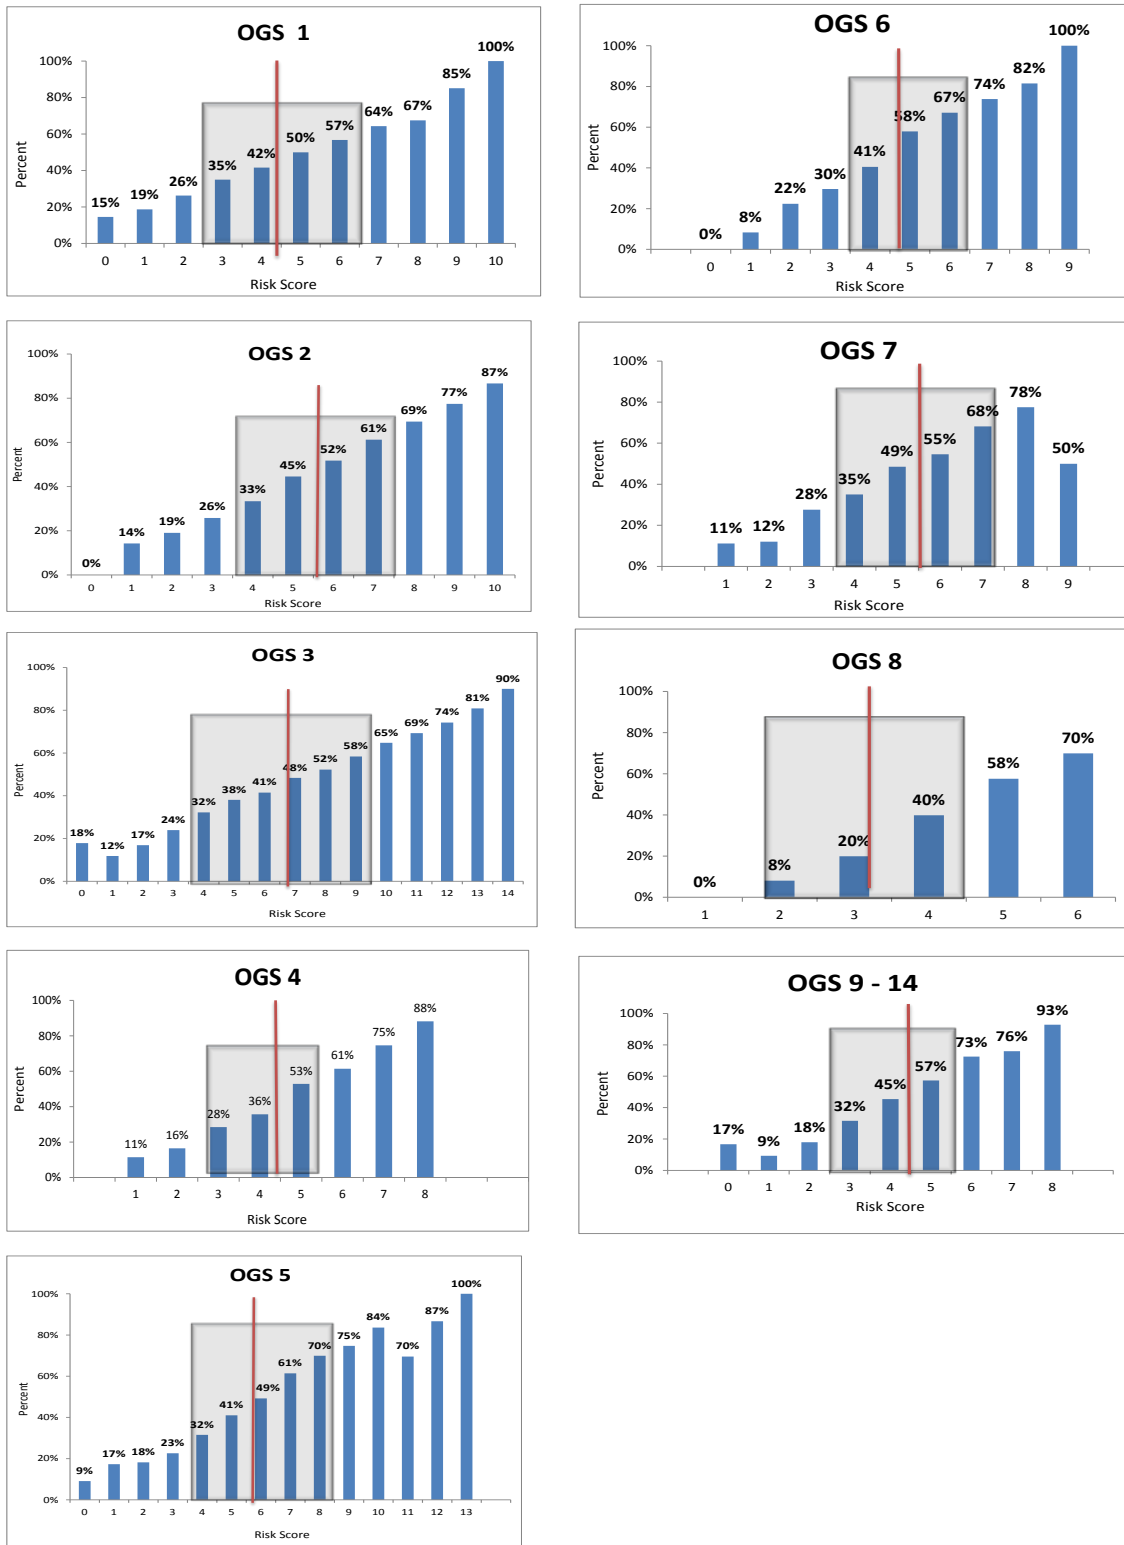 OGS 1
100%
80%
60%
40%
20%
0%
Percent
15% 19% 26% 35% 42% 50% 57% 64% 67% 85% 100%
0 1 2 3 4 5 6 7 8 9 10
Risk Score
OGS 2
100%
80%
60%
40%
20%
0%
Percent
0% 14% 19% 26% 33% 45% 52% 61% 69% 77% 87%
0 1 2 3 4 5 6 7 8 9 10
Risk Score
OGS 3
100%
80%
60%
40%
20%
0%
Percent
18% 12% 17% 24% 32% 38% 41% 48% 52% 58% 65% 69% 74% 81% 90%
0 1 2 3 4 5 6 7 8 9 10 11 12 13 14
Risk Score
OGS 4
100%
80%
60%
40%
20%
0%
Percent
11% 16% 28% 36% 53% 61% 75% 88%
1 2 3 4 5 6 7 8
Risk Score
OGS 5
100%
80%
60%
40%
20%
0%
Percent
9% 17% 18% 23% 32% 41% 49% 61% 70% 75% 84% 70% 87% 100%
0 1 2 3 4 5 6 7 8 9 10 11 12 13
Risk Score
OGS 6
100%
80%
60%
40%
20%
0%
Percent
0% 8% 22% 30% 41% 58% 67% 74% 82% 100%
0 1 2 3 4 5 6 7 8 9
Risk Score
OGS 7
100%
80%
60%
40%
20%
0%
Percent
11% 12% 28% 35% 49% 55% 68% 78% 50%
1 2 3 4 5 6 7 8 9
Risk Score
OGS 8
100%
80%
60%
40%
20%
0%
Percent
0% 8% 20% 40% 58% 70%
1 2 3 4 5 6
Risk Score
OGS 9 - 14
100%
80%
60%
40%
20%
0%
Percent
17% 9% 18% 32% 45% 57% 73% 76% 93%
0 1 2 3 4 5 6 7 8
Risk Score